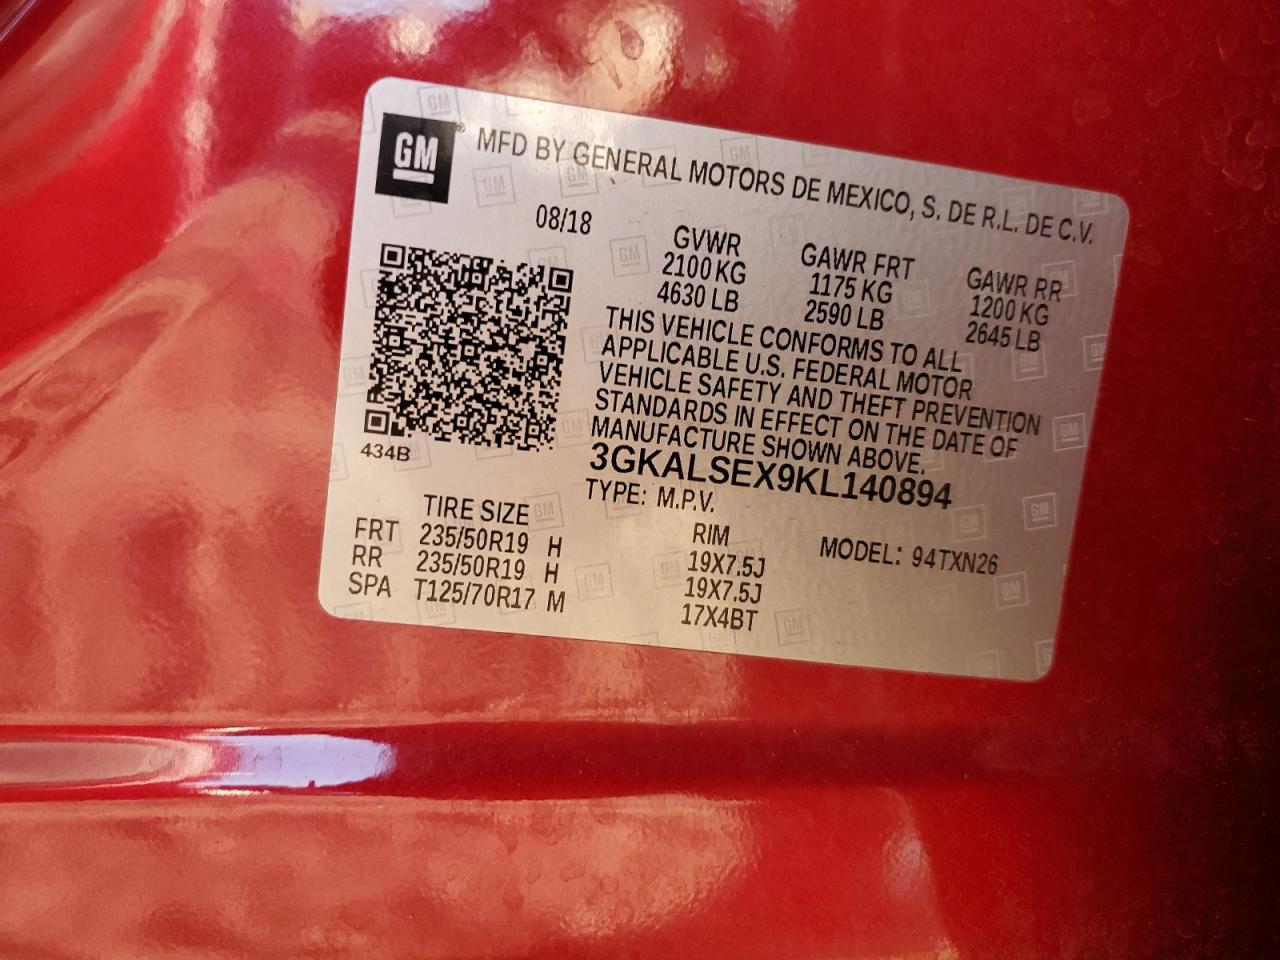 GM
MFD BY GENERAL MOTORS DE MEXICO, S. DE R.L. DE C.V.
08/18
GVWR GAWR FRT GAWR RR
2100 KG 1175 KG 1200 KG
4630 LB 2590 LB 2645 LB
THIS VEHICLE CONFORMS TO ALL
APPLICABLE U.S. FEDERAL MOTOR
VEHICLE SAFETY AND THEFT PREVENTION
STANDARDS IN EFFECT ON THE DATE OF
MANUFACTURE SHOWN ABOVE.
434B
3GKALSEX9KL140894
TYPE: M.P.V.
TIRE SIZE RIM MODEL: 94TXN26
FRT 235/50R19 H 19X7.5J
RR 235/50R19 H 19X7.5J
SPA T125/70R17 M 17X4BT